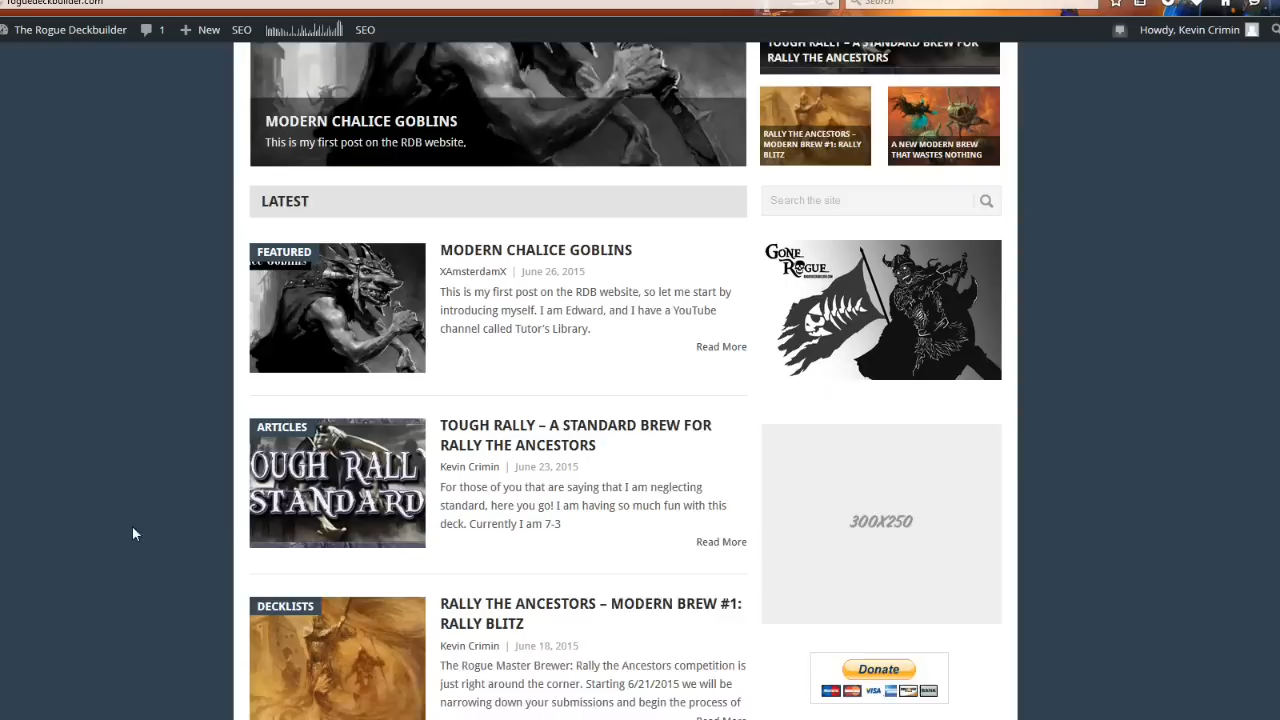 roguedeckbuilder.com
Search
The Rogue Deckbuilder
1
New
SEO
SEO
Howdy, Kevin Crimin
MODERN CHALICE GOBLINS
This is my first post on the RDB website,
TOUGH RALLY – A STANDARD BREW FOR
RALLY THE ANCESTORS
RALLY THE ANCESTORS –
MODERN BREW #1: RALLY
BLITZ
A NEW MODERN BREW
THAT WASTES NOTHING
LATEST
Search the site
FEATURED
MODERN CHALICE GOBLINS
XAmsterdamX | June 26, 2015
This is my first post on the RDB website, so let me start by
introducing myself. I am Edward, and I have a YouTube
channel called Tutor's Library.
Read More
GONE
ROGUE
ARTICLES
OUGH RALL
STANDARD
TOUGH RALLY – A STANDARD BREW FOR
RALLY THE ANCESTORS
Kevin Crimin | June 23, 2015
For those of you that are saying that I am neglecting
standard, here you go! I am having so much fun with this
deck. Currently I am 7-3
Read More
300X250
DECKLISTS
RALLY THE ANCESTORS – MODERN BREW #1:
RALLY BLITZ
Kevin Crimin | June 18, 2015
The Rogue Master Brewer: Rally the Ancestors competition is
just right around the corner. Starting 6/21/2015 we will be
narrowing down your submissions and begin the process of
Read More
Donate
VISA